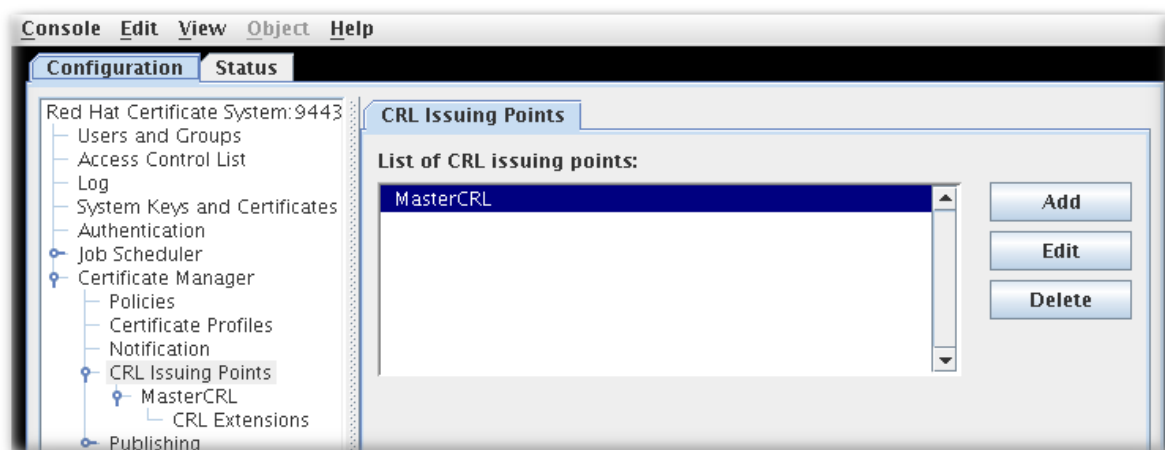 Console Edit View Object Help
Configuration Status
Red Hat Certificate System:9443
Users and Groups
Access Control List
Log
System Keys and Certificates
Authentication
Job Scheduler
Certificate Manager
Policies
Certificate Profiles
Notification
CRL Issuing Points
MasterCRL
CRL Extensions
Publishing
CRL Issuing Points
List of CRL issuing points:
MasterCRL
Add
Edit
Delete